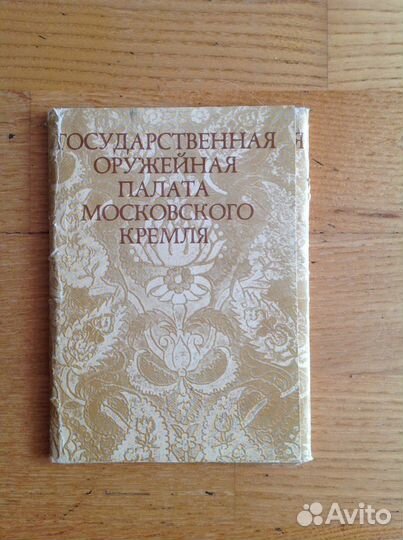 ГОСУДАРСТВЕННАЯ Я
ОРУЖЕЙНАЯ
ПАЛАТА
МОСКОВСКОГО
КРЕМЛЯ
Avito